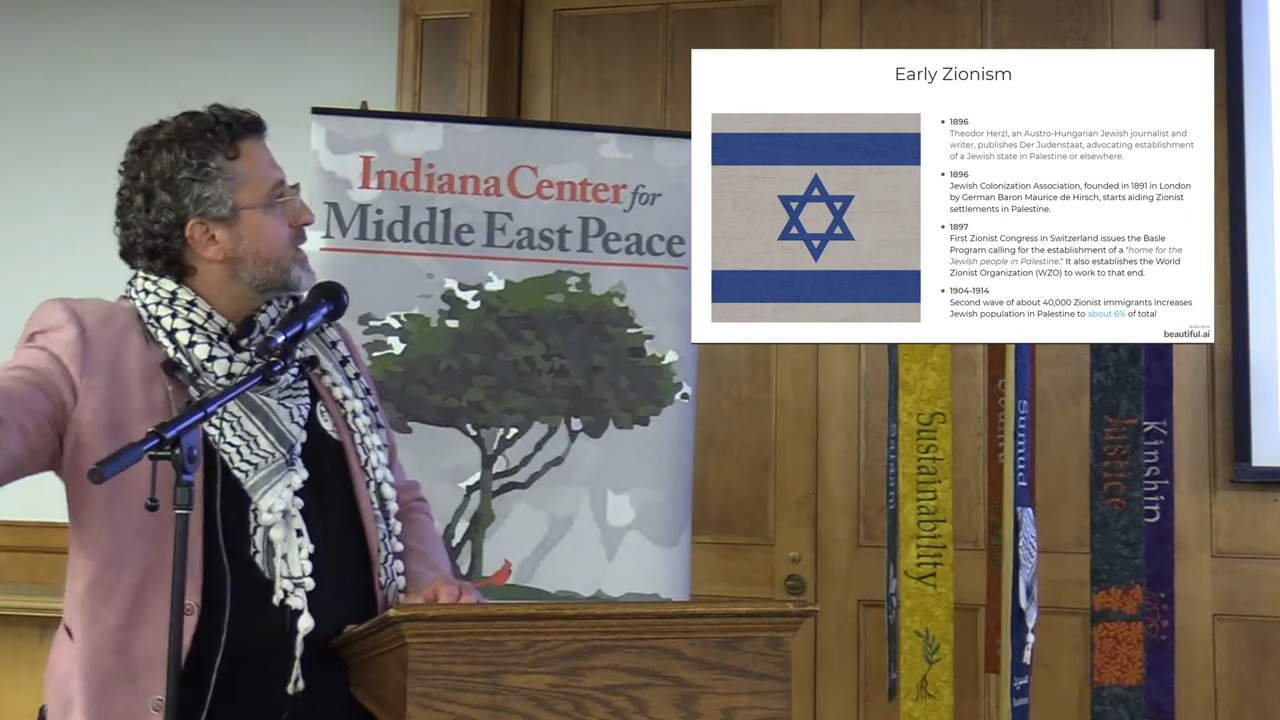 Early Zionism
1896
Theodor Herzl, an Austro-Hungarian Jewish journalist and
writer, publishes Der Judenstaat, advocating establishment
of a Jewish state in Palestine or elsewhere.
1896
Jewish Colonization Association, founded in 1891 in London
by German Baron Maurice de Hirsch, starts aiding Zionist
settlements in Palestine.
1897
First Zionist Congress in Switzerland issues the Basle
Program calling for the establishment of a "home for the
Jewish people in Palestine." It also establishes the World
Zionist Organization (WZO) to work to that end.
1904-1914
Second wave of about 40,000 Zionist immigrants increases
Jewish population in Palestine to about 6% of total
MADE WITH
beautiful.ai
Indiana Center for
Middle East Peace
Sustainability
Sumud
Justice
Kinship